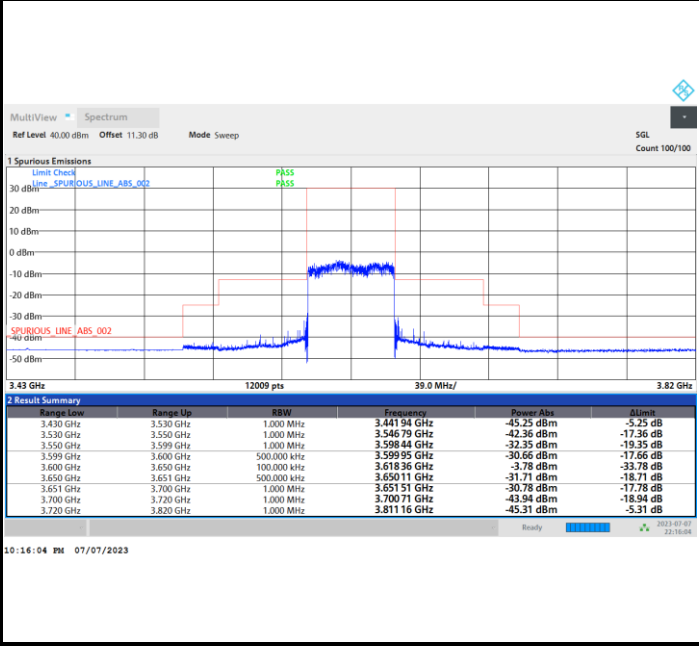 MultiView Spectrum
Ref Level 40.00 dBm Offset 11.30 dB Mode Sweep SGL
Count 100/100
1 Spurious Emissions
Limit Check PASS
Line _SPURIOUS_LINE_ABS_002 PASS
30 dBm
20 dBm
10 dBm
0 dBm
-10 dBm
-20 dBm
-30 dBm
SPURIOUS_LINE_ABS_002
-40 dBm
-50 dBm
3.43 GHz 12009 pts 39.0 MHz/ 3.82 GHz
2 Result Summary
Range Low Range Up RBW Frequency Power Abs ΔLimit
3.430 GHz 3.530 GHz 1.000 MHz 3.441 94 GHz -45.25 dBm -5.25 dB
3.530 GHz 3.550 GHz 1.000 MHz 3.546 79 GHz -42.36 dBm -17.36 dB
3.550 GHz 3.599 GHz 1.000 MHz 3.598 44 GHz -32.35 dBm -19.35 dB
3.599 GHz 3.600 GHz 500.000 kHz 3.599 95 GHz -30.66 dBm -17.66 dB
3.600 GHz 3.650 GHz 100.000 kHz 3.618 36 GHz -3.78 dBm -33.78 dB
3.650 GHz 3.651 GHz 500.000 kHz 3.650 11 GHz -31.71 dBm -18.71 dB
3.651 GHz 3.700 GHz 1.000 MHz 3.651 51 GHz -30.78 dBm -17.78 dB
3.700 GHz 3.720 GHz 1.000 MHz 3.700 71 GHz -43.94 dBm -18.94 dB
3.720 GHz 3.820 GHz 1.000 MHz 3.811 16 GHz -45.31 dBm -5.31 dB
Ready 2023-07-07
22:16:04
10:16:04 PM 07/07/2023